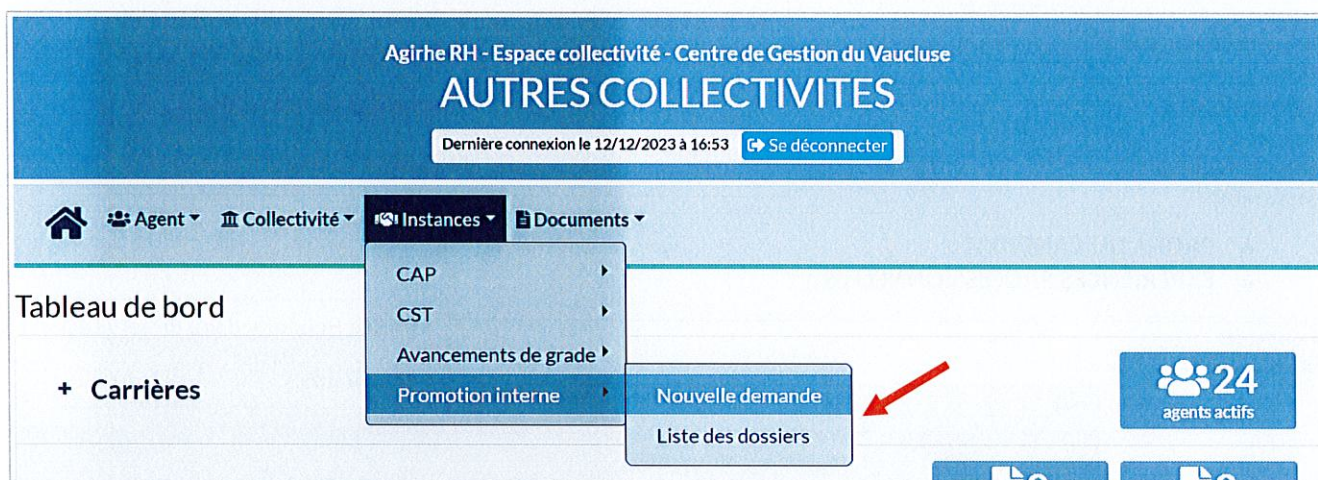 Agirhe RH - Espace collectivité - Centre de Gestion du Vaucluse
AUTRES COLLECTIVITES
Dernière connexion le 12/12/2023 à 16:53 Se déconnecter
Agent Collectivité Instances Documents
CAP
CST
Avancements de grade
Promotion interne
Nouvelle demande
Liste des dossiers
Tableau de bord
+ Carrières
24
agents actifs